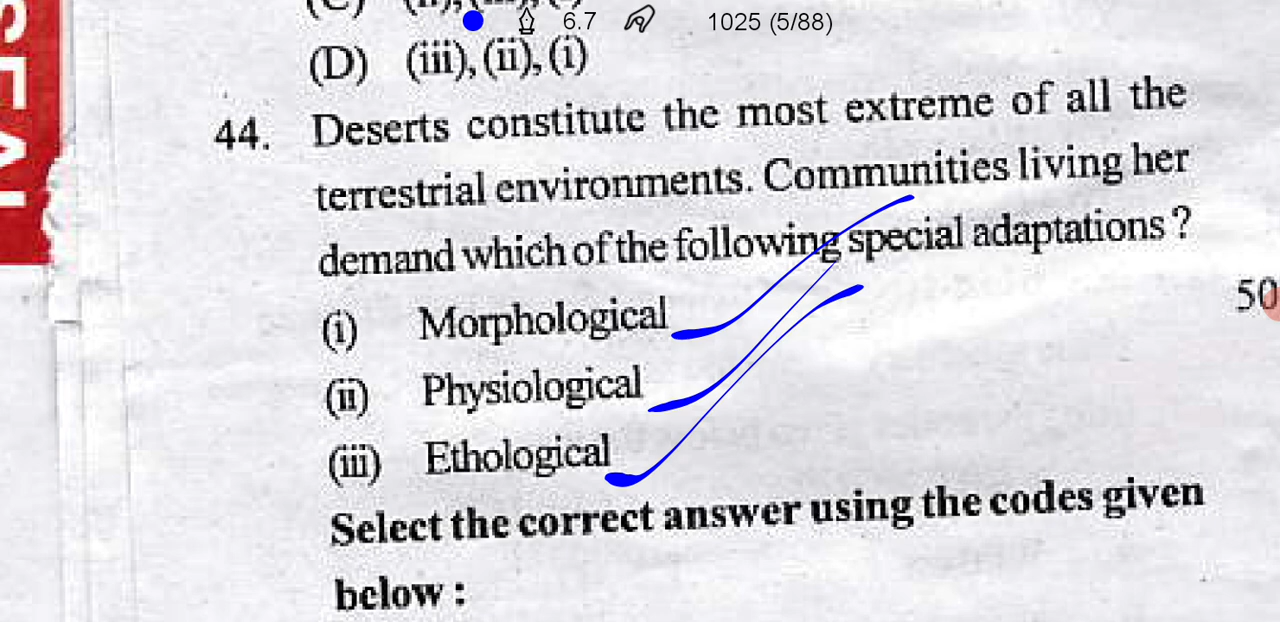 6.7 1025 (5/88)
(D) (iii), (ii), (i)
44. Deserts constitute the most extreme of all the
terrestrial environments. Communities living her
demand which of the following special adaptations ?
(i) Morphological
50
(ii) Physiological
(iii) Ethological
Select the correct answer using the codes given
below :